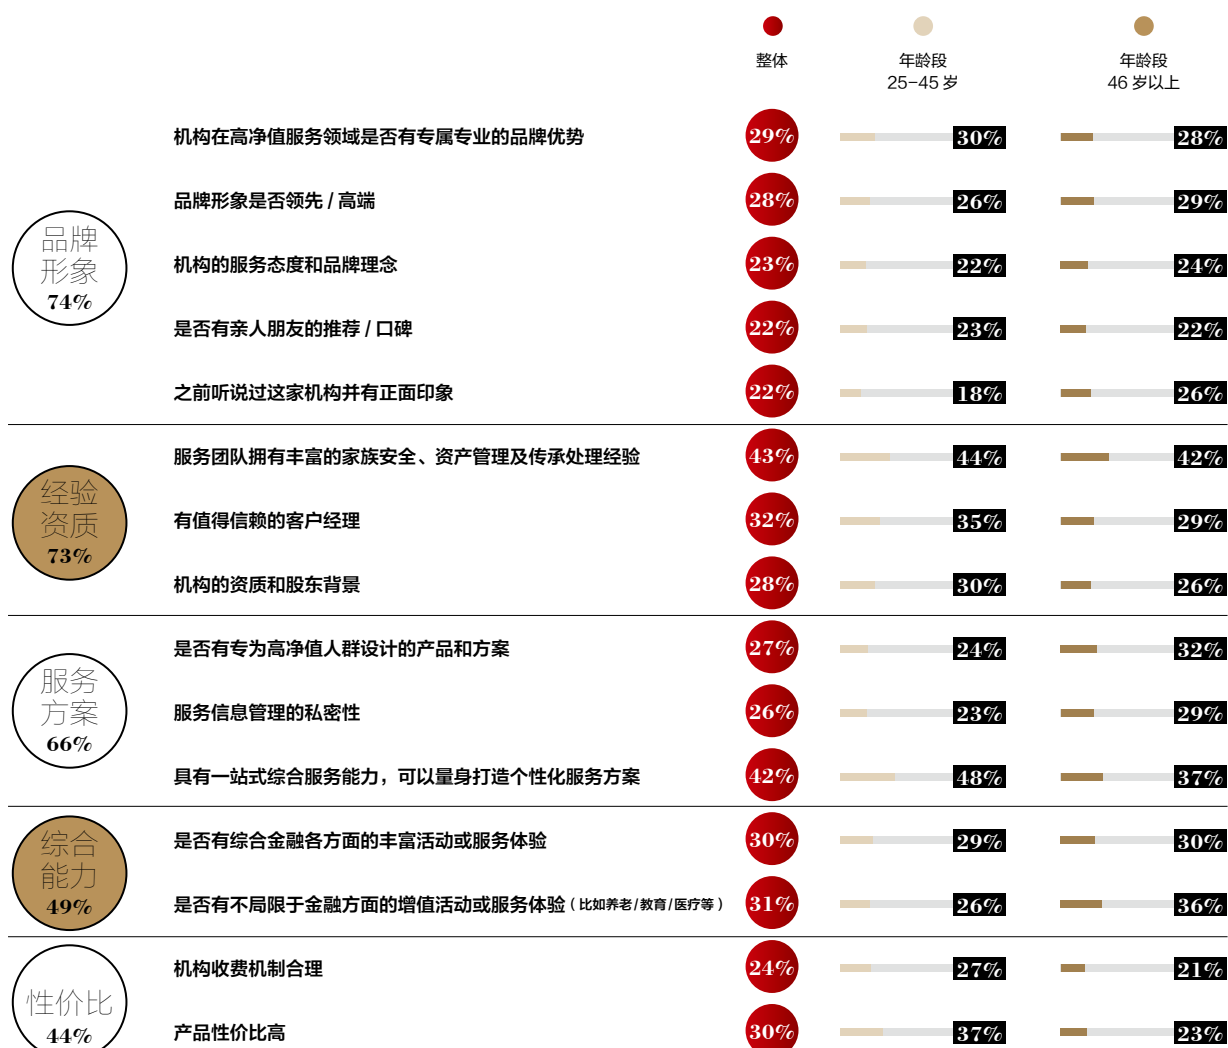 整体
年龄段
25-45 岁
年龄段
46 岁以上
品牌
形象
74%
机构在高净值服务领域是否有专属专业的品牌优势 29% 30% 28%
品牌形象是否领先 / 高端 28% 26% 29%
机构的服务态度和品牌理念 23% 22% 24%
是否有亲人朋友的推荐 / 口碑 22% 23% 22%
之前听说过这家机构并有正面印象 22% 18% 26%
经验
资质
73%
服务团队拥有丰富的家族安全、资产管理及传承处理经验 43% 44% 42%
有值得信赖的客户经理 32% 35% 29%
机构的资质和股东背景 28% 30% 26%
服务
方案
66%
是否有专为高净值人群设计的产品和方案 27% 24% 32%
服务信息管理的私密性 26% 23% 29%
具有一站式综合服务能力，可以量身打造个性化服务方案 42% 48% 37%
综合
能力
49%
是否有综合金融各方面的丰富活动或服务体验 30% 29% 30%
是否有不局限于金融方面的增值活动或服务体验（比如养老/教育/医疗等） 31% 26% 36%
性价比
44%
机构收费机制合理 24% 27% 21%
产品性价比高 30% 37% 23%